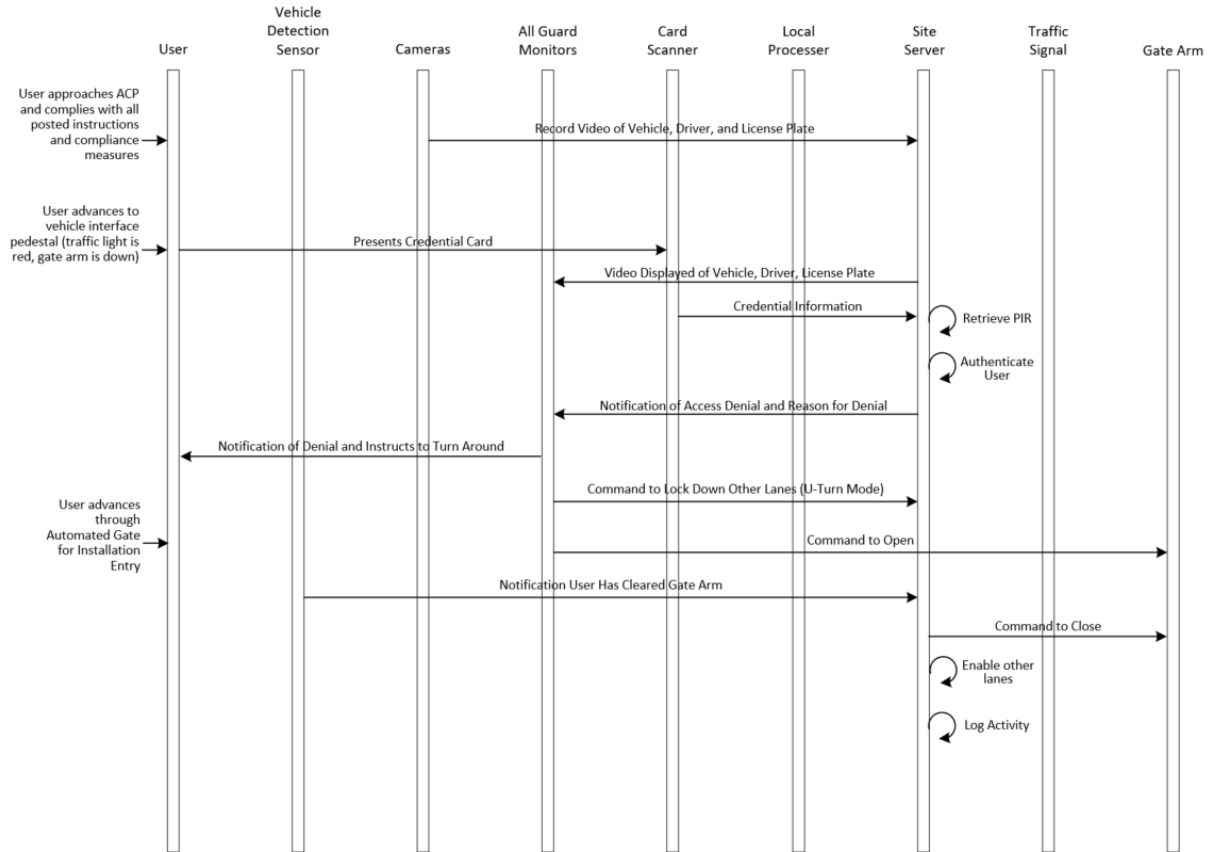 User
Vehicle
Detection
Sensor
Cameras
All Guard
Monitors
Card
Scanner
Local
Processer
Site
Server
Traffic
Signal
Gate Arm
User approaches ACP
and complies with all
posted instructions
and compliance
measures
Record Video of Vehicle, Driver, and License Plate
User advances to
vehicle interface
pedestal (traffic light is
red, gate arm is down)
Presents Credential Card
Video Displayed of Vehicle, Driver, License Plate
Credential Information
Retrieve PIR
Authenticate
User
Notification of Access Denial and Reason for Denial
Notification of Denial and Instructs to Turn Around
Command to Lock Down Other Lanes (U-Turn Mode)
User advances
through
Automated Gate
for Installation
Entry
Command to Open
Notification User Has Cleared Gate Arm
Command to Close
Enable other
lanes
Log Activity